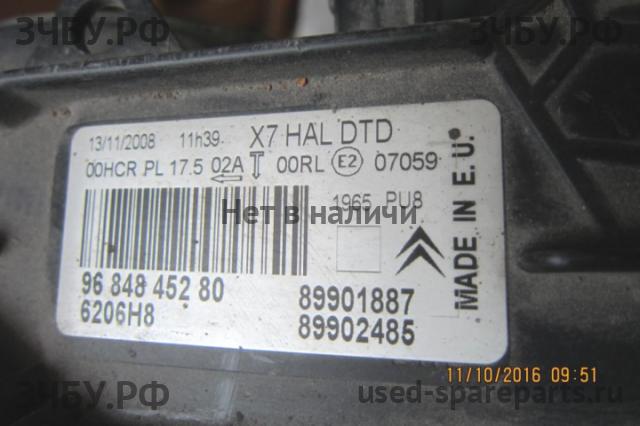 ЗЧБУ.РФ ЗЧБУ.РФ ЗЧБУ.РФ
13/11/2008 11h39 X7 HAL DTD
00HCR PL 17.5 02A 00RL E2 07059
1965 PU8
Нет в наличи
MADE IN E.U.
96 848 452 80 89901887
6206H8 89902485
11/10/2016 09:51
ЗЧБУ.РФ used-spareparts.ru